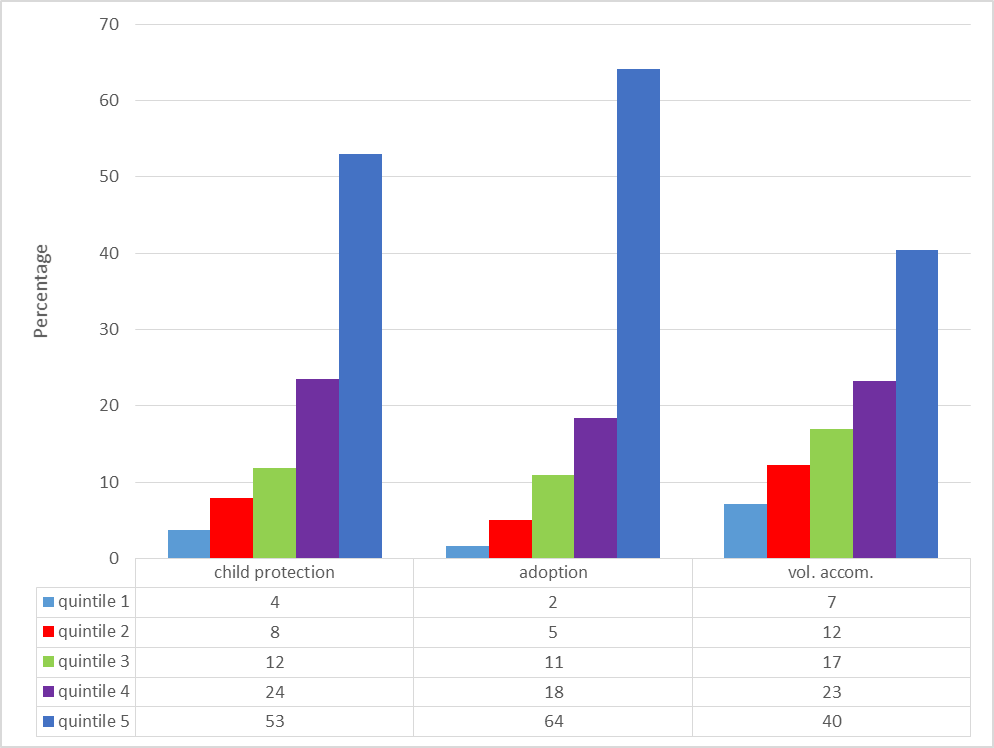 70
60
50
40
30
20
10
0
Percentage
child protection adoption vol. accom.
quintile 1 4 2 7
quintile 2 8 5 12
quintile 3 12 11 17
quintile 4 24 18 23
quintile 5 53 64 40